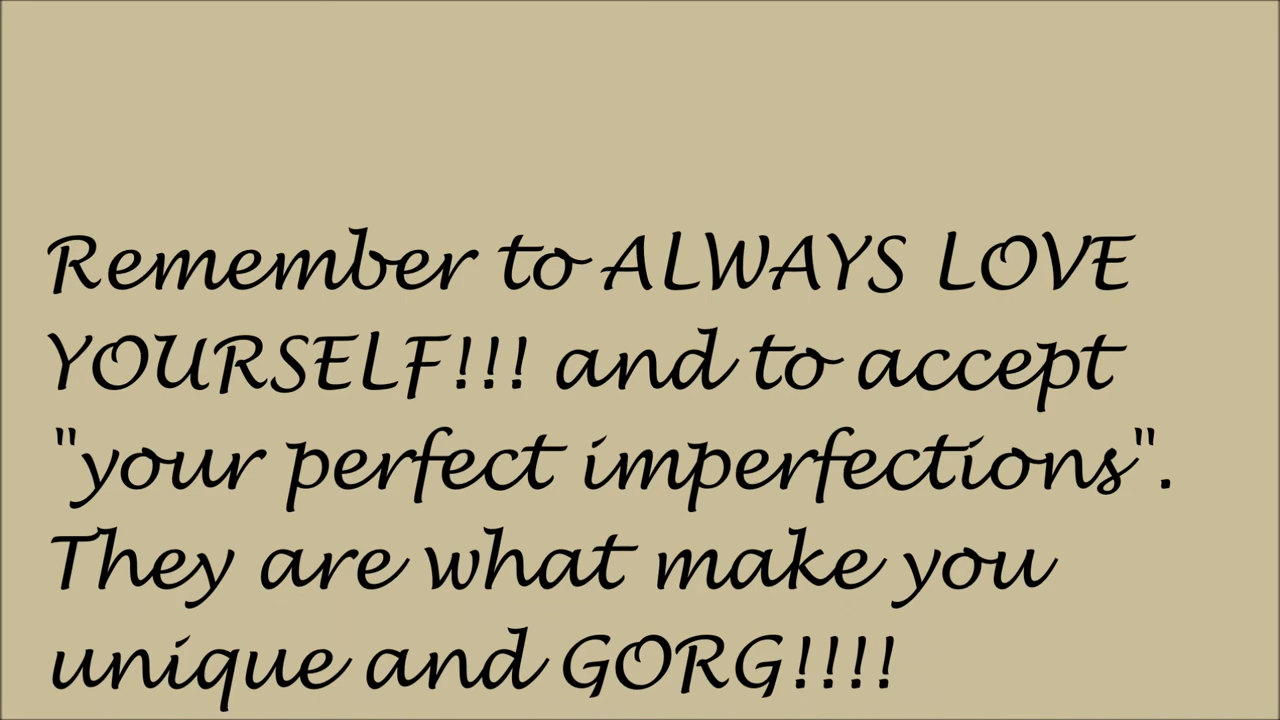 Remember to ALWAYS LOVE
YOURSELF!!! and to accept
"your perfect imperfections".
They are what make you
unique and GORG!!!!